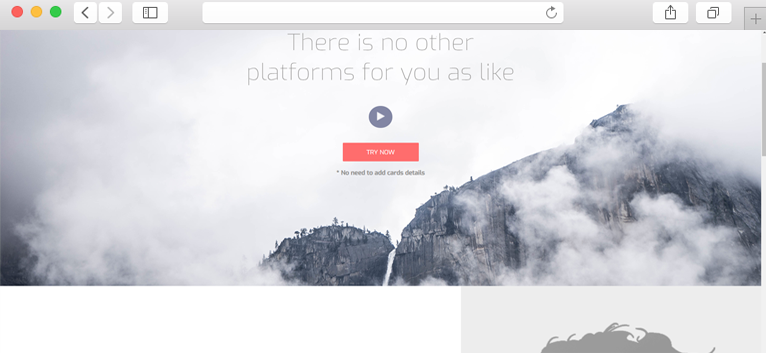 There is no other
platforms for you as like
TRY NOW
* No need to add cards details